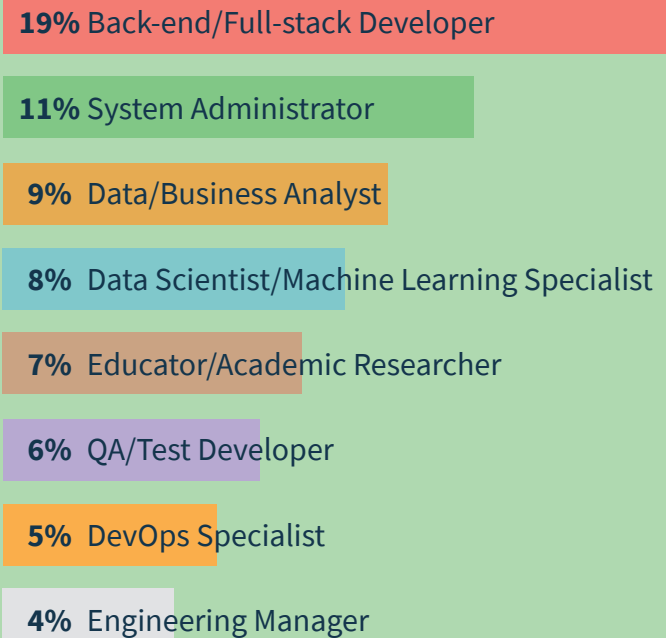 19% Back-end/Full-stack Developer
11% System Administrator
9% Data/Business Analyst
8% Data Scientist/Machine Learning Specialist
7% Educator/Academic Researcher
6% QA/Test Developer
5% DevOps Specialist
4% Engineering Manager